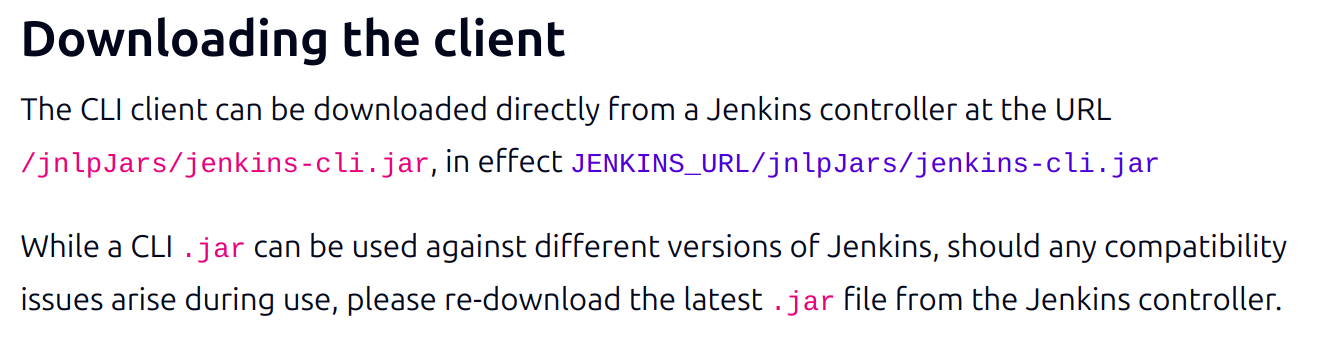 Downloading the client
The CLI client can be downloaded directly from a Jenkins controller at the URL
/jnlpJars/jenkins-cli.jar, in effect JENKINS_URL/jnlpJars/jenkins-cli.jar
While a CLI .jar can be used against different versions of Jenkins, should any compatibility
issues arise during use, please re-download the latest .jar file from the Jenkins controller.